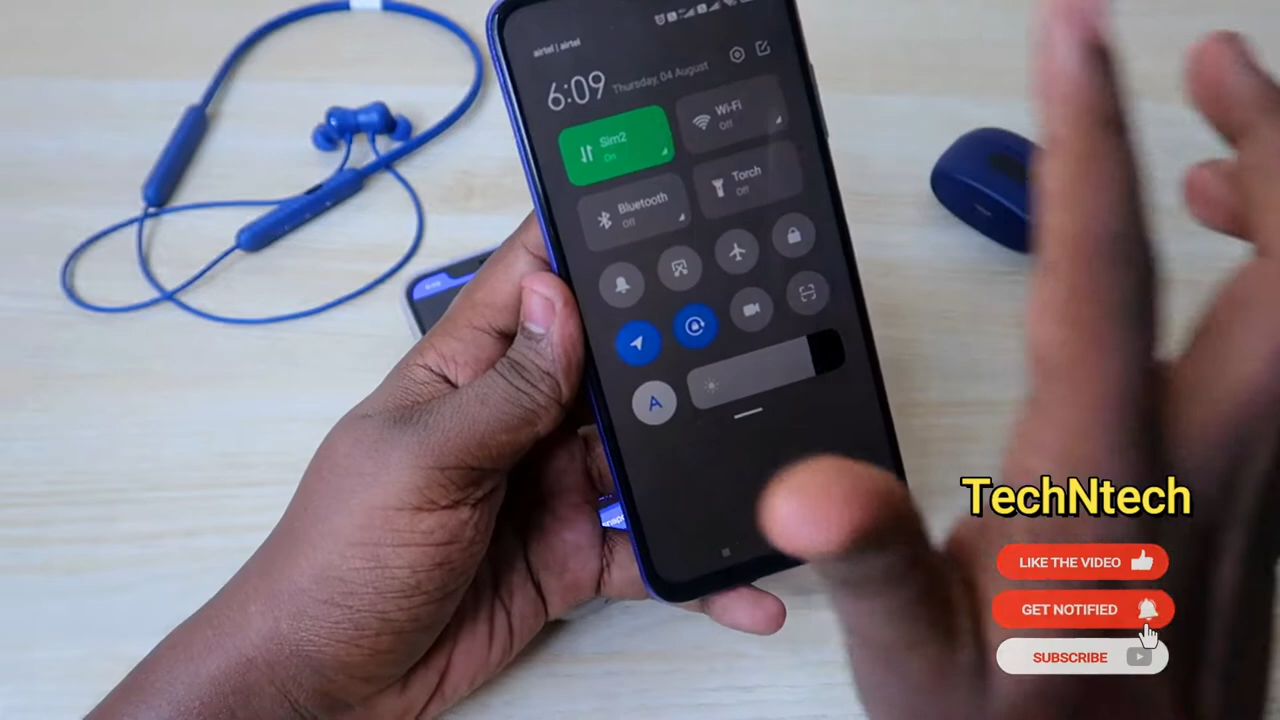 airtel | airtel
6:09 Thursday, 04 August
Sim2
On
Wi-Fi
Off
Bluetooth
Off
Torch
Off
A
TechNtech
LIKE THE VIDEO
GET NOTIFIED
SUBSCRIBE